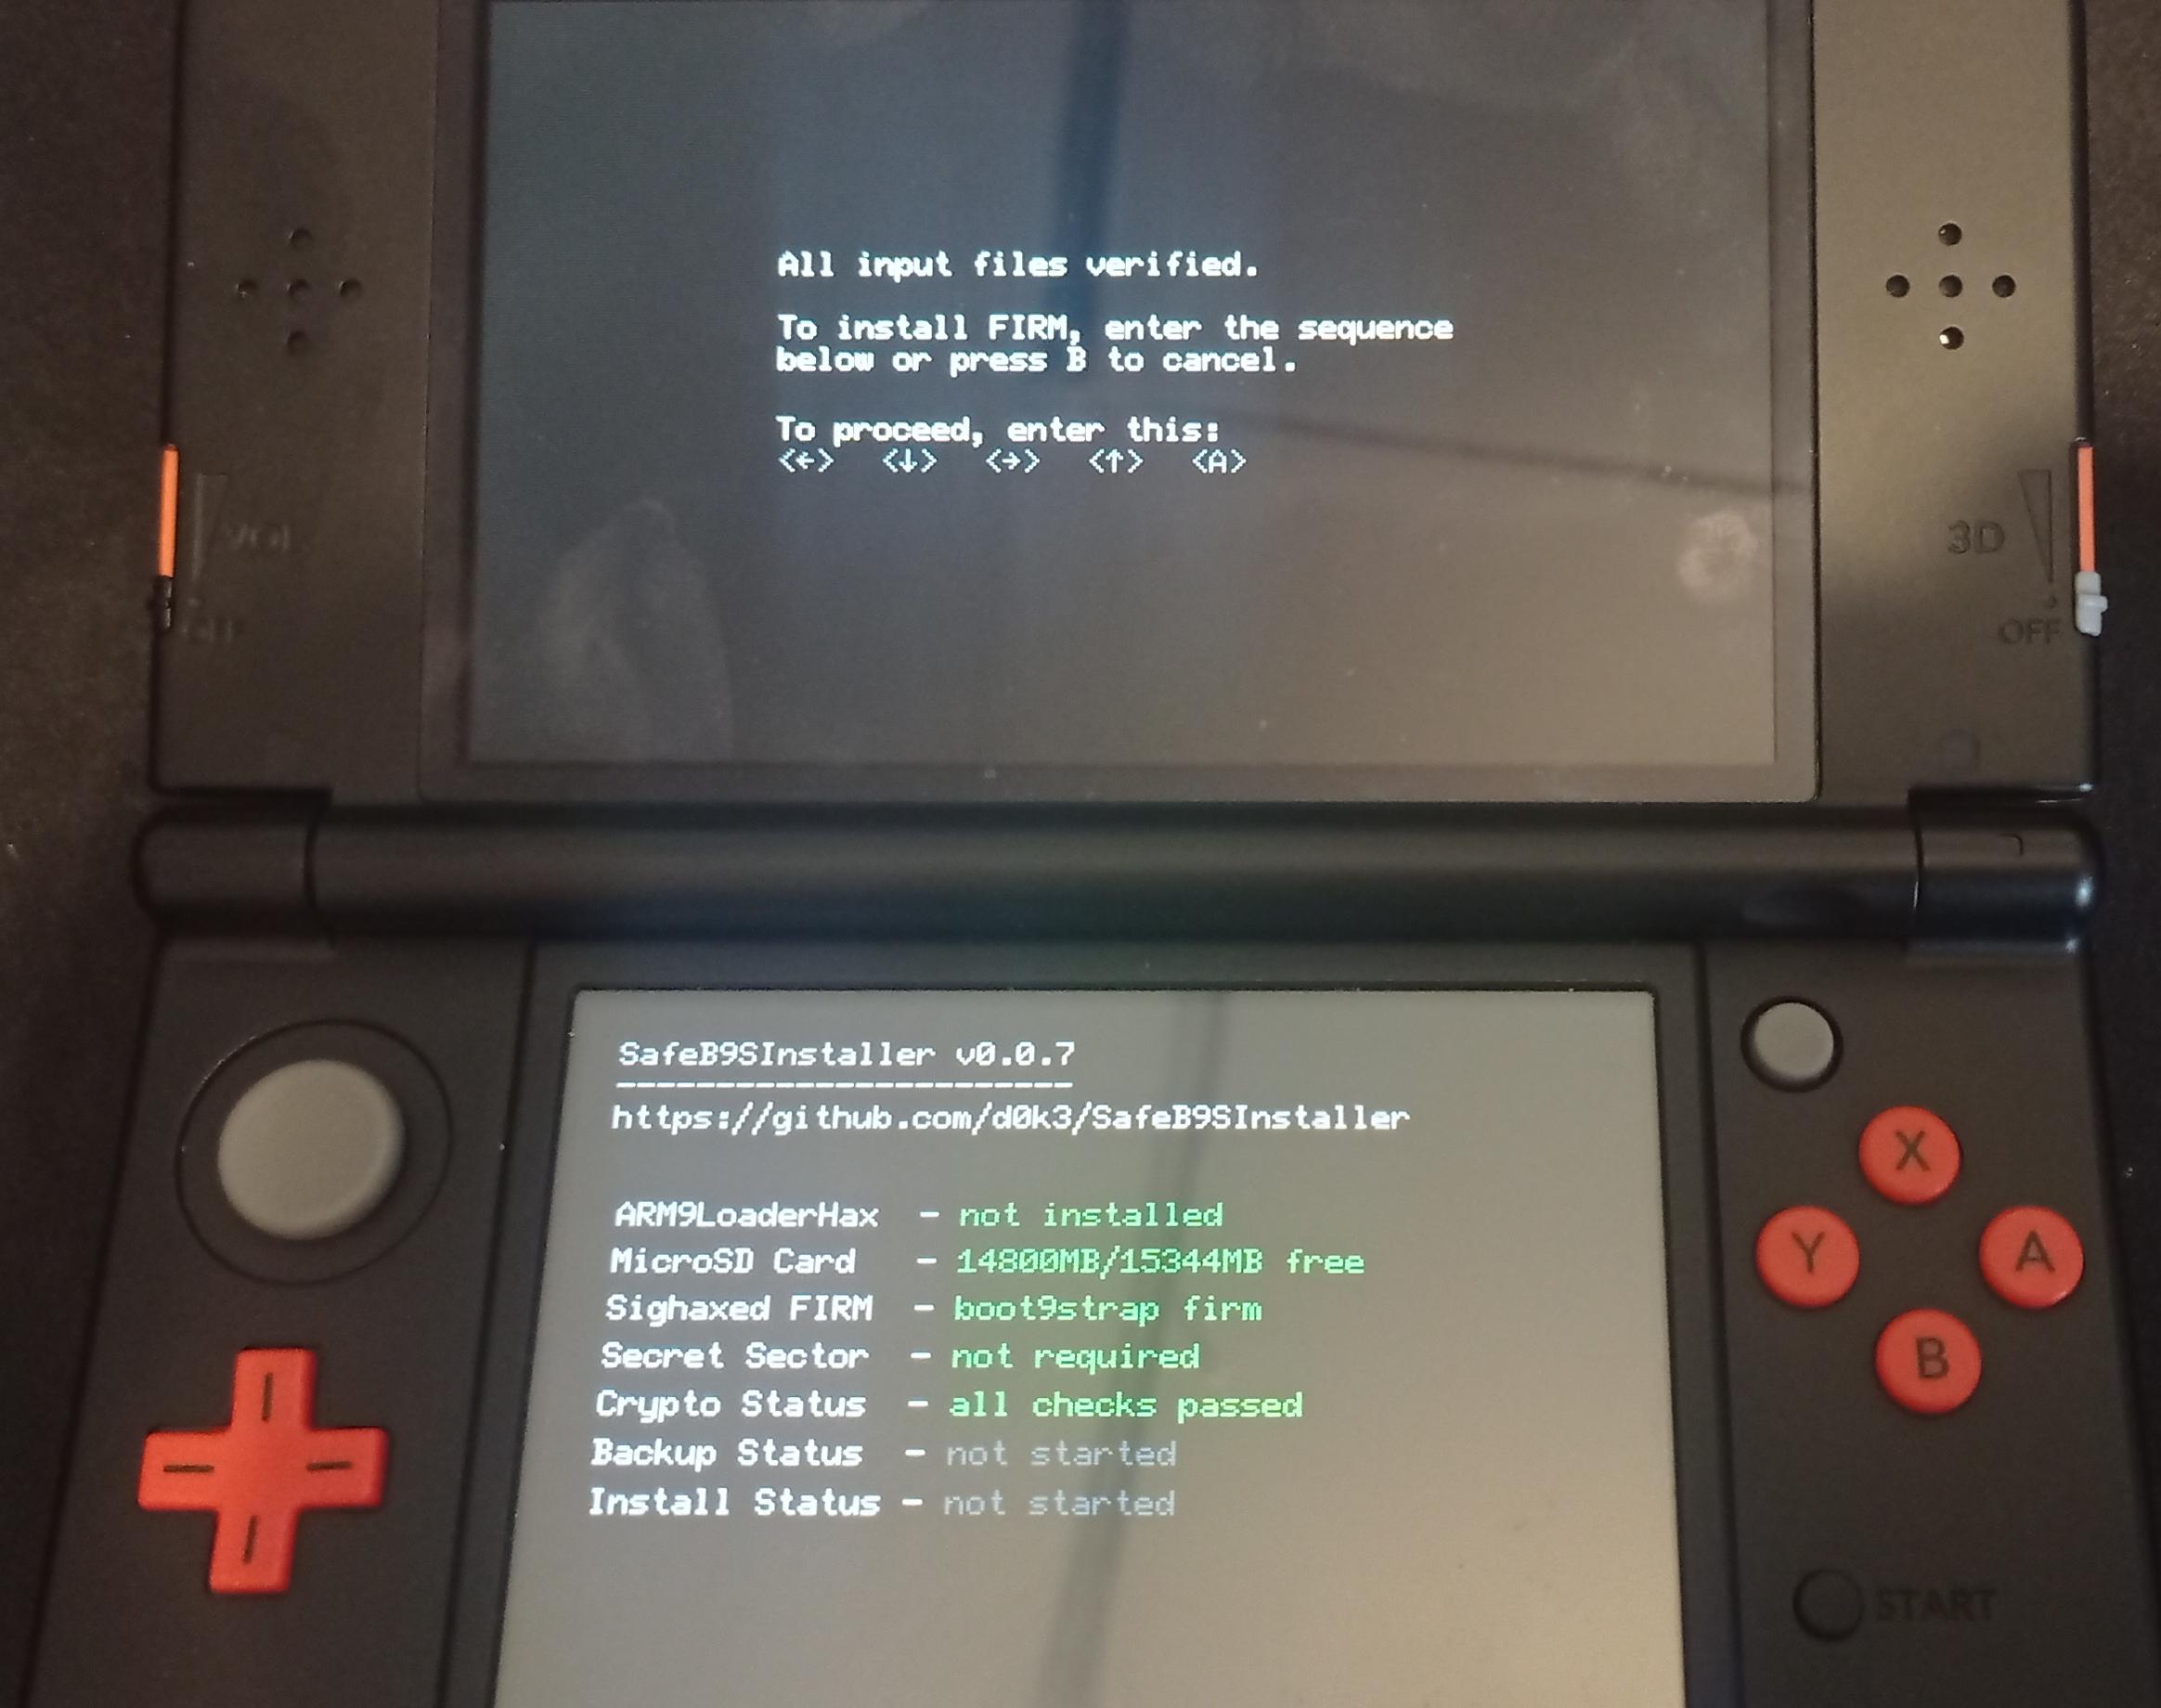 All input files verified.
To install FIRM, enter the sequence
below or press B to cancel.
To proceed, enter this:
<←> <↓> <→> <↑> <A>
VOL
3D
OFF
SafeB9SInstaller v0.0.7
https://github.com/d0k3/SafeB9SInstaller
ARM9LoaderHax - not installed
MicroSD Card - 14800MB/15344MB free
Sighaxed FIRM - boot9strap firm
Secret Sector - not required
Crypto Status - all checks passed
Backup Status - not started
Install Status - not started
X
Y
A
B
START